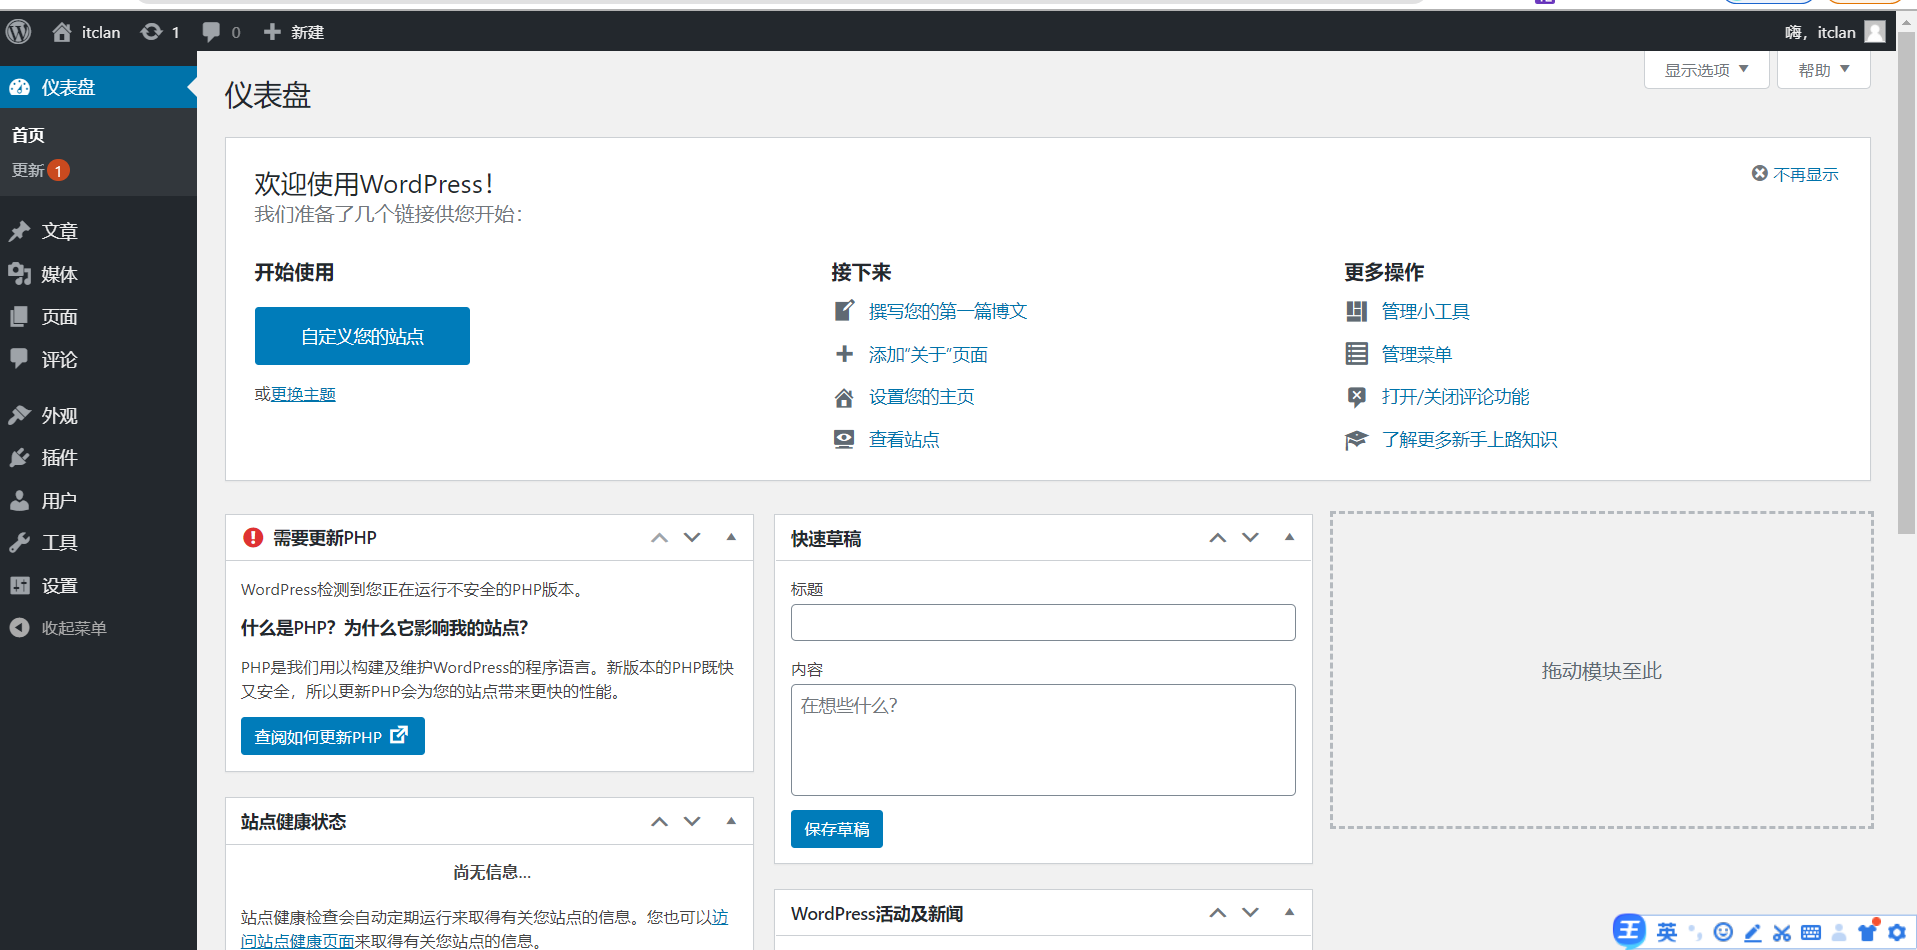 itclan 1 0 新建 嗨，itclan
仪表盘
首页
更新 1
文章
媒体
页面
评论
外观
插件
用户
工具
设置
收起菜单
显示选项 帮助
仪表盘
欢迎使用WordPress！
我们准备了几个链接供您开始：
不再显示
开始使用
自定义您的站点
或更换主题
接下来
撰写您的第一篇博文
添加“关于”页面
设置您的主页
查看站点
更多操作
管理小工具
管理菜单
打开/关闭评论功能
了解更多新手上路知识
需要更新PHP
WordPress检测到您正在运行不安全的PHP版本。
什么是PHP？为什么它影响我的站点？
PHP是我们用以构建及维护WordPress的程序语言。新版本的PHP既快
又安全，所以更新PHP会为您的站点带来更快的性能。
查阅如何更新PHP
站点健康状态
尚无信息…
站点健康检查会自动定期运行来取得有关您站点的信息。您也可以访
问站点健康页面来取得有关您站点的信息。
快速草稿
标题
内容
在想些什么？
保存草稿
WordPress活动及新闻
拖动模块至此
王 英